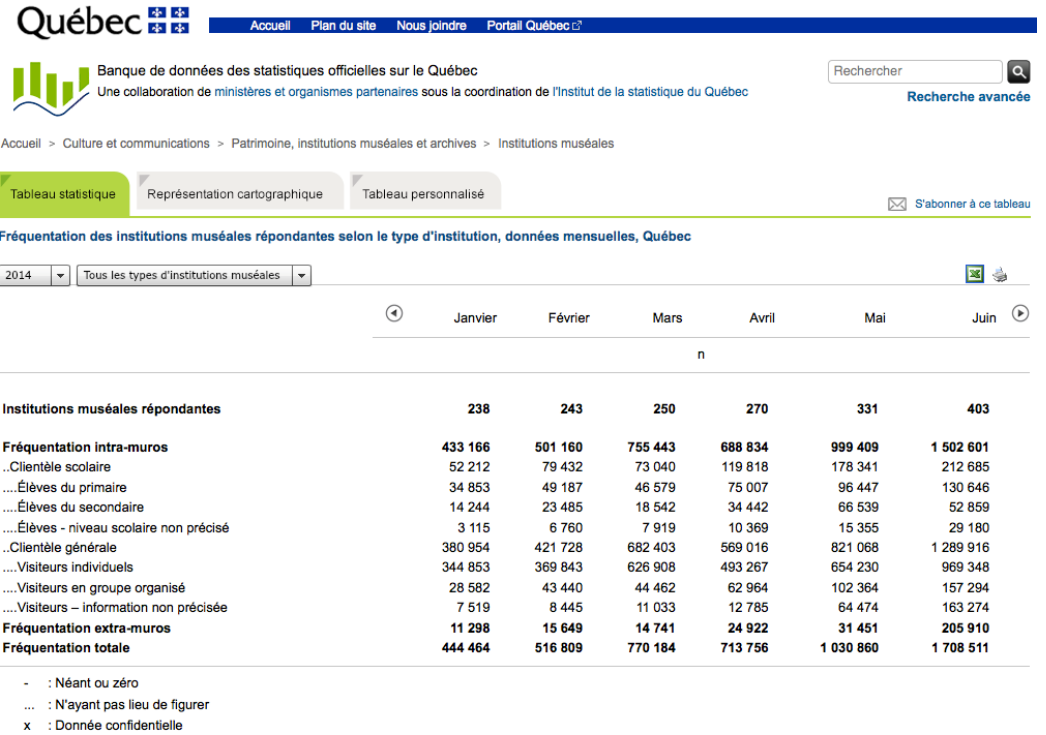 Québec
Accueil Plan du site Nous joindre Portail Québec
Banque de données des statistiques officielles sur le Québec
Une collaboration de ministères et organismes partenaires sous la coordination de l'Institut de la statistique du Québec
Rechercher
Recherche avancée
Accueil > Culture et communications > Patrimoine, institutions muséales et archives > Institutions muséales
Tableau statistique Représentation cartographique Tableau personnalisé
S'abonner à ce tableau
Fréquentation des institutions muséales répondantes selon le type d'institution, données mensuelles, Québec
2014 Tous les types d'institutions muséales
Janvier Février Mars Avril Mai Juin
n
Institutions muséales répondantes 238 243 250 270 331 403
Fréquentation intra-muros 433 166 501 160 755 443 688 834 999 409 1 502 601
..Clientèle scolaire 52 212 79 432 73 040 119 818 178 341 212 685
....Élèves du primaire 34 853 49 187 46 579 75 007 96 447 130 646
....Élèves du secondaire 14 244 23 485 18 542 34 442 66 539 52 859
....Élèves - niveau scolaire non précisé 3 115 6 760 7 919 10 369 15 355 29 180
..Clientèle générale 380 954 421 728 682 403 569 016 821 068 1 289 916
....Visiteurs individuels 344 853 369 843 626 908 493 267 654 230 969 348
....Visiteurs en groupe organisé 28 582 43 440 44 462 62 964 102 364 157 294
....Visiteurs – information non précisée 7 519 8 445 11 033 12 785 64 474 163 274
Fréquentation extra-muros 11 298 15 649 14 741 24 922 31 451 205 910
Fréquentation totale 444 464 516 809 770 184 713 756 1 030 860 1 708 511
- : Néant ou zéro
... : N'ayant pas lieu de figurer
x : Donnée confidentielle